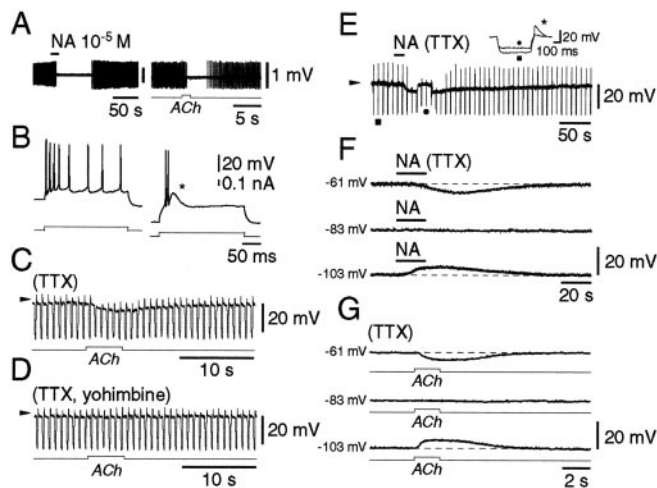 A
NA 10⁻⁵ M
50 s
1 mV
ACh
5 s
B
20 mV
0.1 nA
*
50 ms
C
(TTX)
20 mV
ACh
10 s
D
(TTX, yohimbine)
20 mV
ACh
10 s
E
NA (TTX)
*
20 mV
100 ms
20 mV
50 s
F
NA (TTX)
-61 mV
NA
-83 mV
NA
-103 mV
20 mV
20 s
G
(TTX)
-61 mV
ACh
-83 mV
ACh
-103 mV
ACh
20 mV
2 s